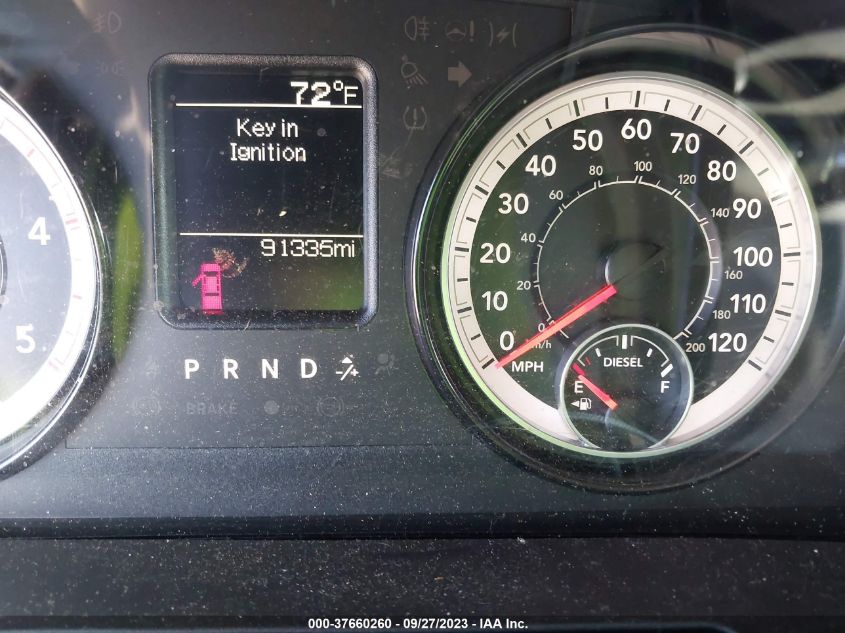 72°F
Key in
Ignition
91335mi
P R N D
BRAKE
4
5
0
10
20
30
40
50
60
70
80
90
100
110
120
MPH
0
20
40
60
80
100
120
140
160
180
200
km/h
DIESEL
E
F
000-37660260 - 09/27/2023 - IAA Inc.